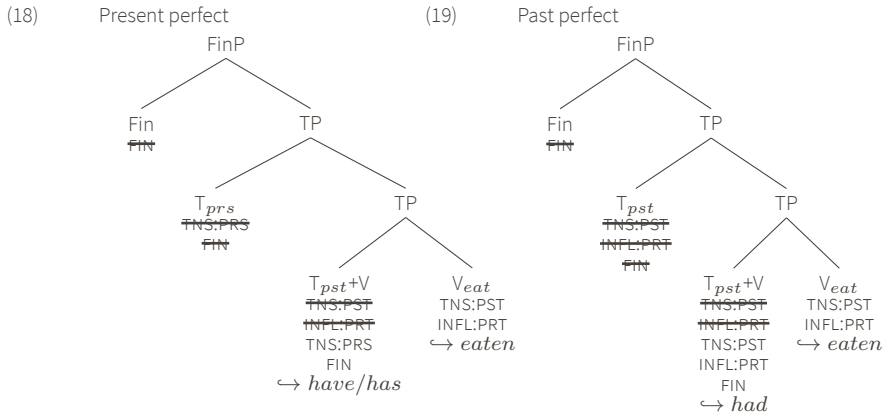 (18) Present perfect (19) Past perfect
FinP FinP
Fin TP Fin TP
FIN FIN
T_prs TP T_pst TP
TNS:PRS TNS:PST
FIN INFL:PRT
FIN
T_pst+V V_eat T_pst+V V_eat
TNS:PST TNS:PST TNS:PST TNS:PST
INFL:PRT INFL:PRT INFL:PRT INFL:PRT
TNS:PRS ↪ eaten TNS:PST ↪ eaten
FIN INFL:PRT
↪ have/has FIN
↪ had